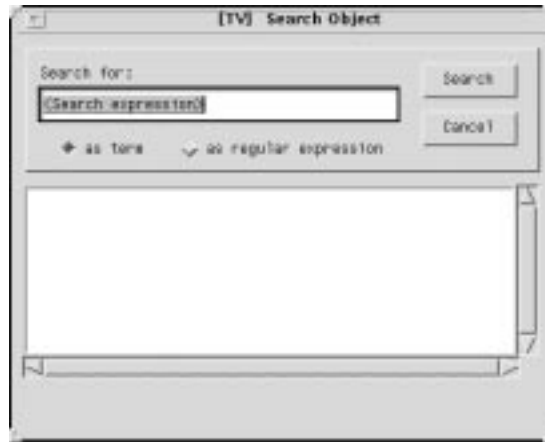 [TV] Search Object
Search for:
Search
(Search expression)
Cancel
as term
as regular expression